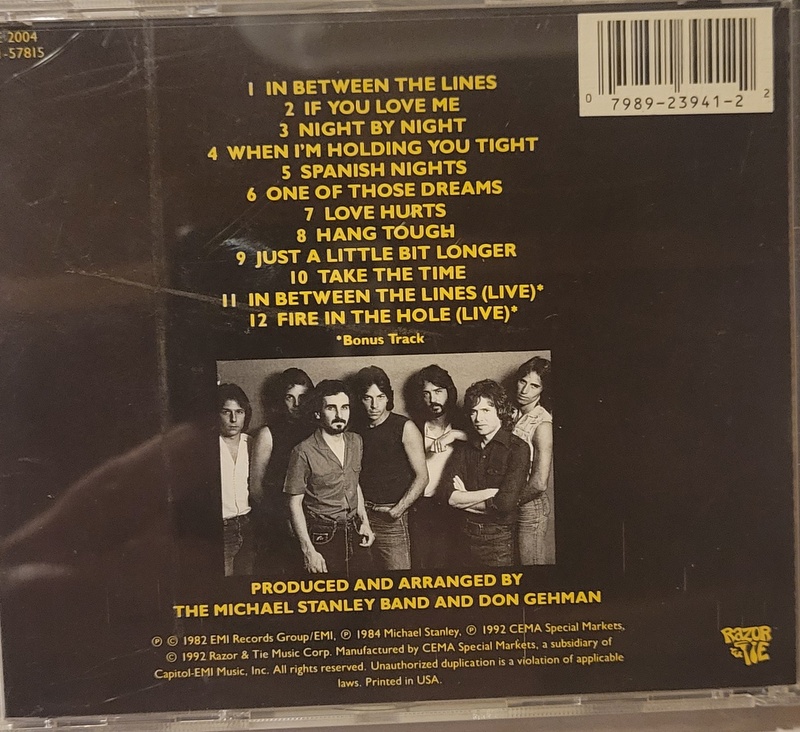 2004
-57815
0 7989-23941-2 2
1 IN BETWEEN THE LINES
2 IF YOU LOVE ME
3 NIGHT BY NIGHT
4 WHEN I'M HOLDING YOU TIGHT
5 SPANISH NIGHTS
6 ONE OF THOSE DREAMS
7 LOVE HURTS
8 HANG TOUGH
9 JUST A LITTLE BIT LONGER
10 TAKE THE TIME
11 IN BETWEEN THE LINES (LIVE)*
12 FIRE IN THE HOLE (LIVE)*
*Bonus Track
PRODUCED AND ARRANGED BY
THE MICHAEL STANLEY BAND AND DON GEHMAN
℗ © 1982 EMI Records Group/EMI, ℗ 1984 Michael Stanley, ℗ 1992 CEMA Special Markets,
© 1992 Razor & Tie Music Corp. Manufactured by CEMA Special Markets, a subsidiary of
Capitol-EMI Music, Inc. All rights reserved. Unauthorized duplication is a violation of applicable
laws. Printed in USA.
RAZOR
& TIE